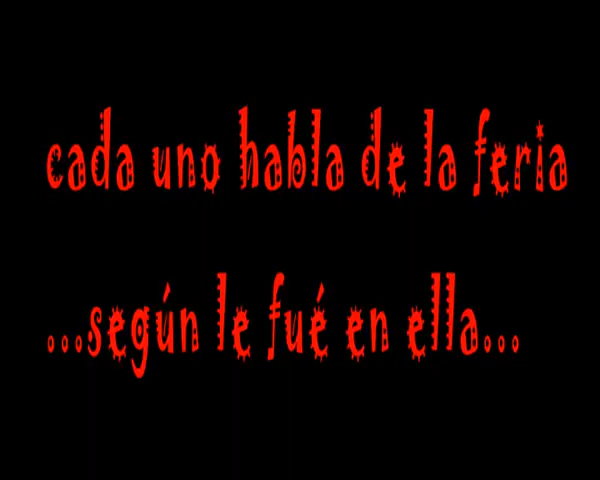 cada uno habla de la feria
...según le fué en ella...